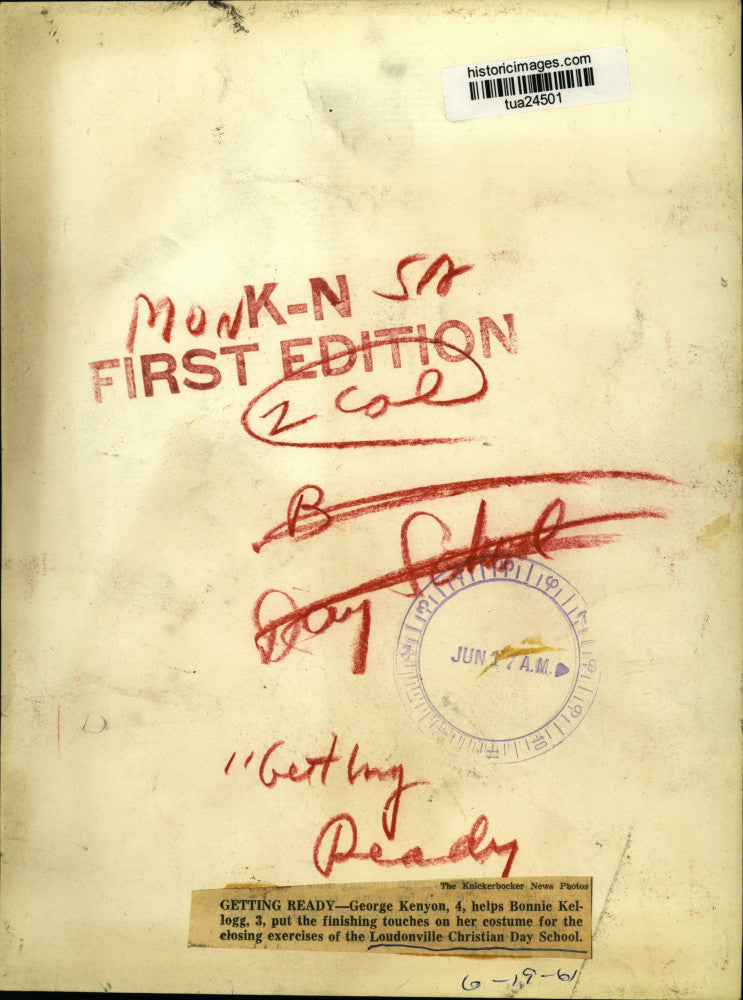 historicimages.com
tua24501
Mon K-N 5A
FIRST EDITION
2 Col
B
Day School
JUN 17 A.M.
"Getting
Ready
The Knickerbocker News Photos
GETTING READY—George Kenyon, 4, helps Bonnie Kel-
logg, 3, put the finishing touches on her costume for the
closing exercises of the Loudonville Christian Day School.
6-19-61